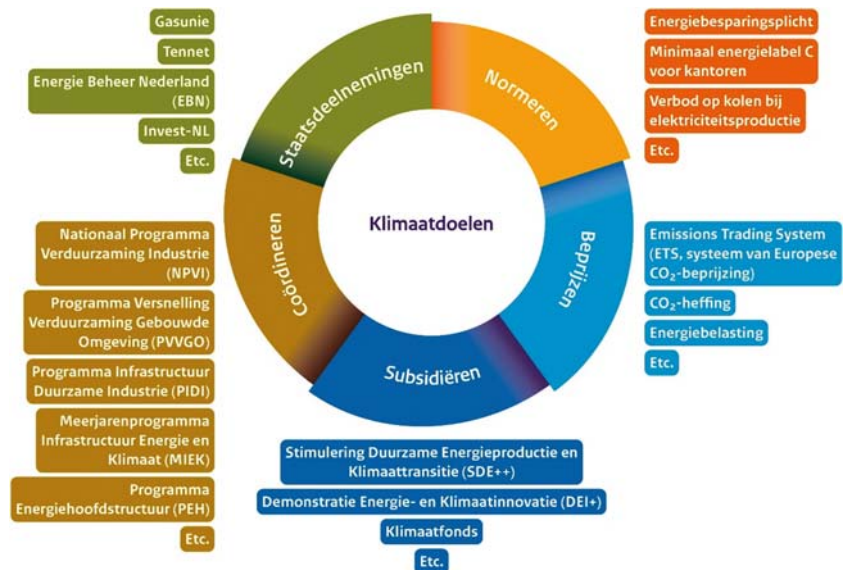 Gasunie
Tennet
Energie Beheer Nederland
(EBN)
Invest-NL
Etc.
Staatsdeelnemingen
Normeren
Energiebesparingsplicht
Minimaal energielabel C
voor kantoren
Verbod op kolen bij
elektriciteitsproductie
Etc.
Klimaatdoelen
Coördineren
Beprijzen
Subsidiëren
Nationaal Programma
Verduurzaming Industrie
(NPVI)
Programma Versnelling
Verduurzaming Gebouwde
Omgeving (PVVGO)
Programma Infrastructuur
Duurzame Industrie (PIDI)
Meerjarenprogramma
Infrastructuur Energie en
Klimaat (MIEK)
Programma
Energiehoofdstructuur (PEH)
Etc.
Emissions Trading System
(ETS, systeem van Europese
CO₂-beprijzing)
CO₂-heffing
Energiebelasting
Etc.
Stimulering Duurzame Energieproductie en
Klimaattransitie (SDE++)
Demonstratie Energie- en Klimaatinnovatie (DEI+)
Klimaatfonds
Etc.